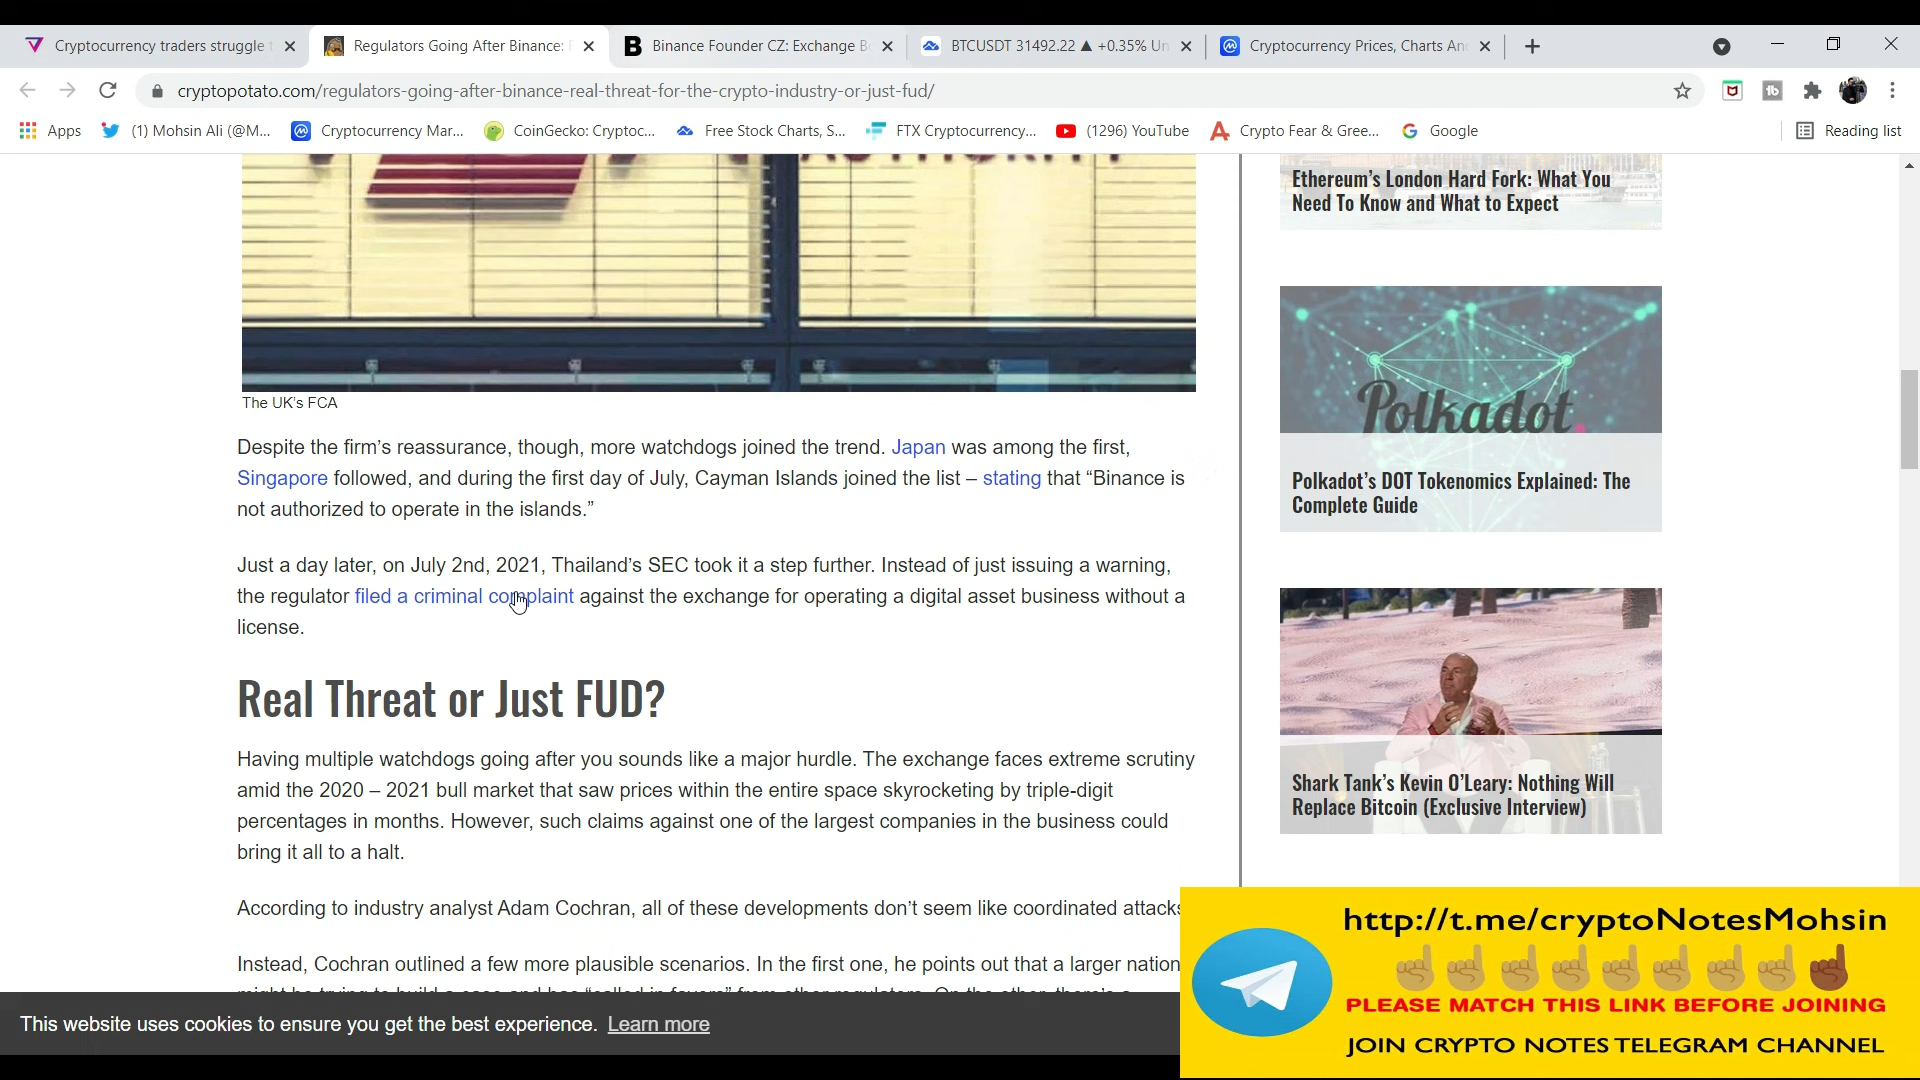 Cryptocurrency traders struggle
Regulators Going After Binance:
Binance Founder CZ: Exchange
BTCUSDT 31492.22 ▲ +0.35% Un
Cryptocurrency Prices, Charts An
cryptopotato.com/regulators-going-after-binance-real-threat-for-the-crypto-industry-or-just-fud/
Apps
(1) Mohsin Ali (@M...
Cryptocurrency Mar...
CoinGecko: Cryptoc...
Free Stock Charts, S...
FTX Cryptocurrency...
(1296) YouTube
Crypto Fear & Gree...
Google
Reading list
The UK's FCA
Despite the firm's reassurance, though, more watchdogs joined the trend. Japan was among the first,
Singapore followed, and during the first day of July, Cayman Islands joined the list – stating that “Binance is
not authorized to operate in the islands.”
Just a day later, on July 2nd, 2021, Thailand's SEC took it a step further. Instead of just issuing a warning,
the regulator filed a criminal complaint against the exchange for operating a digital asset business without a
license.
Real Threat or Just FUD?
Having multiple watchdogs going after you sounds like a major hurdle. The exchange faces extreme scrutiny
amid the 2020 – 2021 bull market that saw prices within the entire space skyrocketing by triple-digit
percentages in months. However, such claims against one of the largest companies in the business could
bring it all to a halt.
According to industry analyst Adam Cochran, all of these developments don't seem like coordinated attacks
Instead, Cochran outlined a few more plausible scenarios. In the first one, he points out that a larger nation
Ethereum's London Hard Fork: What You
Need To Know and What to Expect
Polkadot
Polkadot's DOT Tokenomics Explained: The
Complete Guide
Shark Tank's Kevin O'Leary: Nothing Will
Replace Bitcoin (Exclusive Interview)
This website uses cookies to ensure you get the best experience. Learn more
http://t.me/cryptoNotesMohsin
PLEASE MATCH THIS LINK BEFORE JOINING
JOIN CRYPTO NOTES TELEGRAM CHANNEL